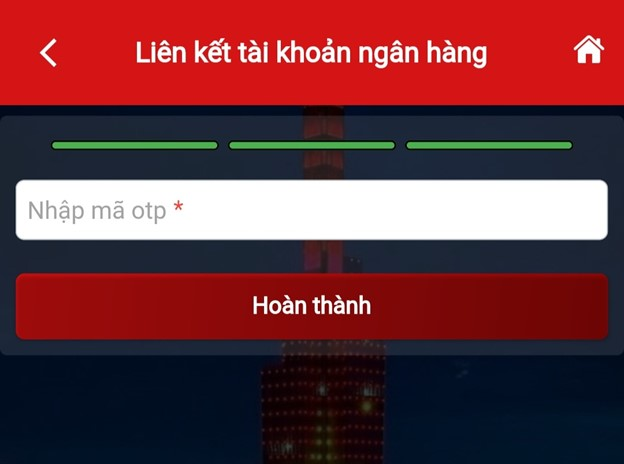 Liên kết tài khoản ngân hàng
Nhập mã otp *
Hoàn thành